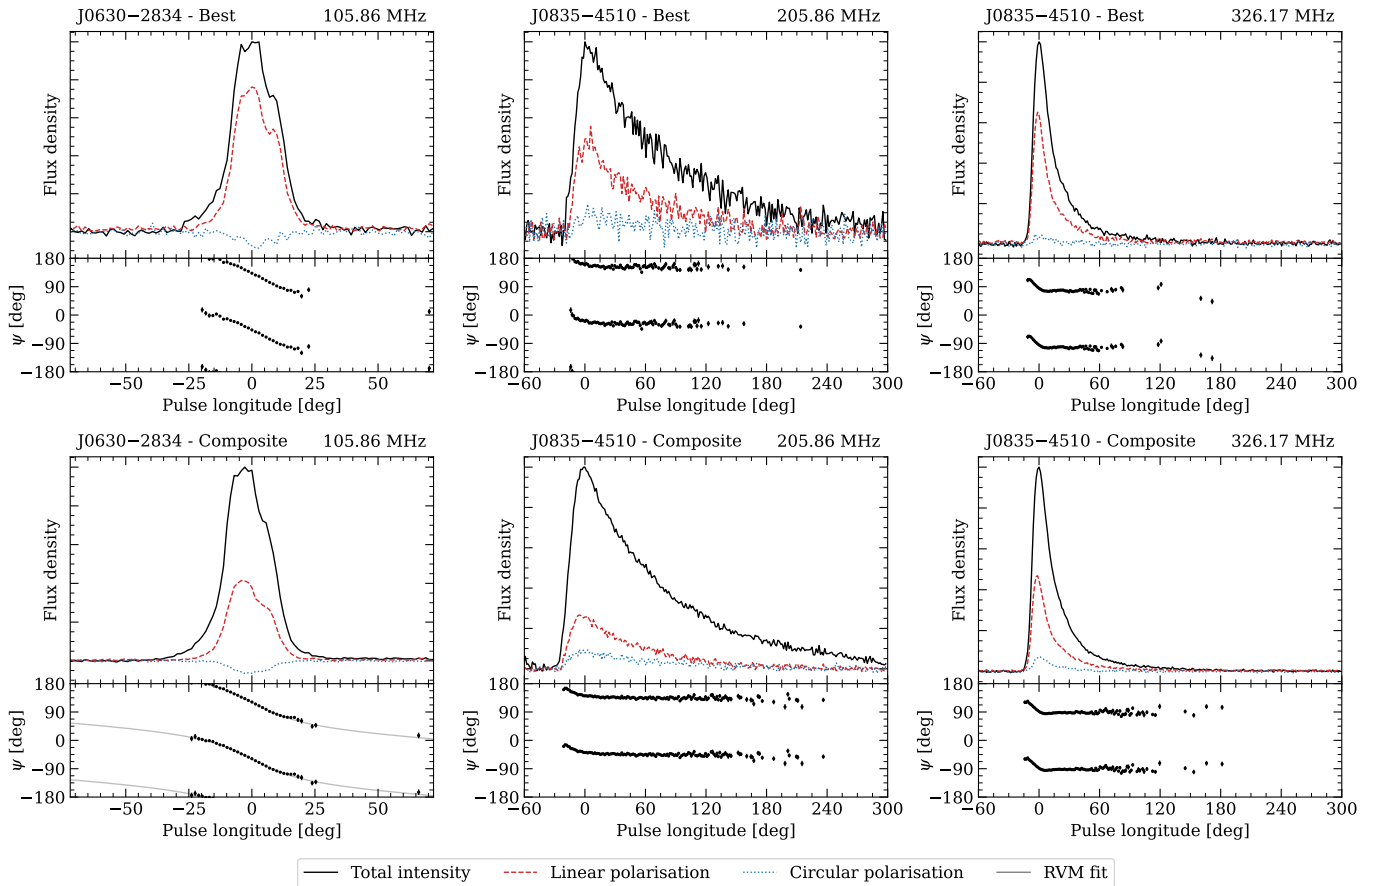 J0630−2834 - Best 105.86 MHz
J0835−4510 - Best 205.86 MHz
J0835−4510 - Best 326.17 MHz
Flux density
Flux density
Flux density
180
90
0
−90
−180
ψ [deg]
180
90
0
−90
−180
ψ [deg]
180
90
0
−90
−180
ψ [deg]
−50 −25 0 25 50
−60 0 60 120 180 240 300
−60 0 60 120 180 240 300
Pulse longitude [deg]
Pulse longitude [deg]
Pulse longitude [deg]
J0630−2834 - Composite 105.86 MHz
J0835−4510 - Composite 205.86 MHz
J0835−4510 - Composite 326.17 MHz
Flux density
Flux density
Flux density
180
90
0
−90
−180
ψ [deg]
180
90
0
−90
−180
ψ [deg]
180
90
0
−90
−180
ψ [deg]
−50 −25 0 25 50
−60 0 60 120 180 240 300
−60 0 60 120 180 240 300
Pulse longitude [deg]
Pulse longitude [deg]
Pulse longitude [deg]
Total intensity Linear polarisation Circular polarisation RVM fit